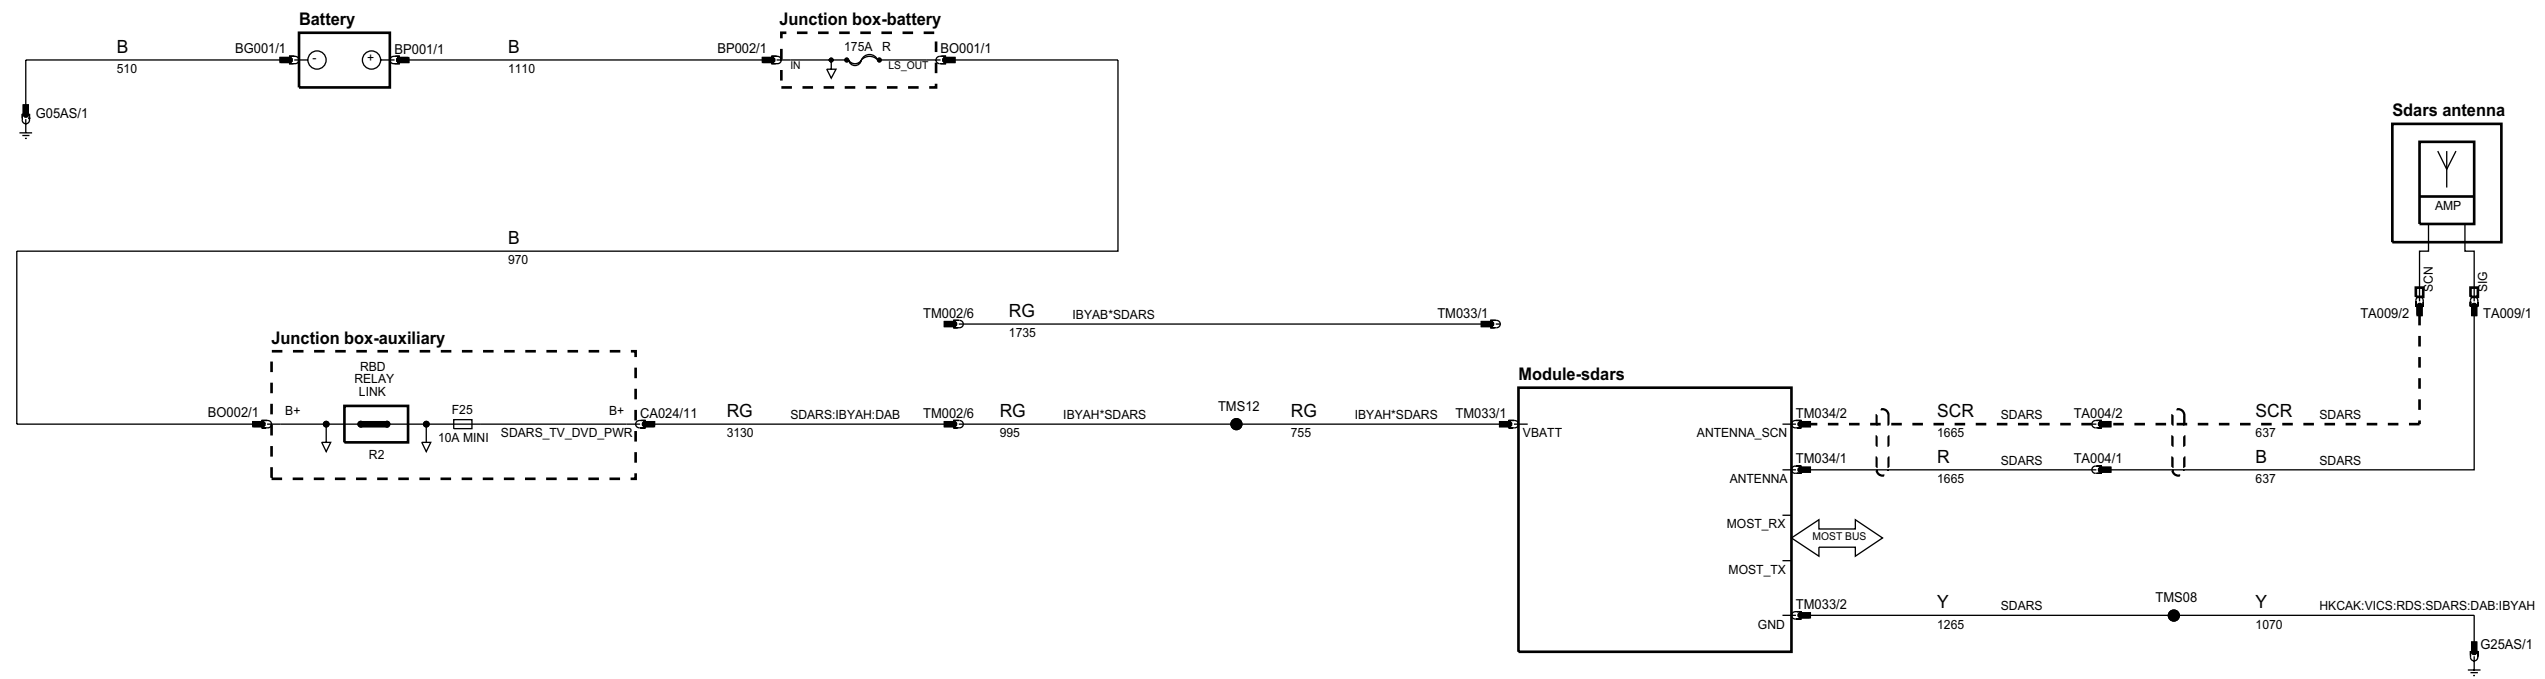 Battery
Junction box-battery
B
510
BG001/1
-
+
BP001/1
B
1110
BP002/1
IN
175A R
LS_OUT
BO001/1
G05AS/1
Sdars antenna
AMP
SCN
SIG
TA009/2
TA009/1
B
970
TM002/6
RG
1735
IBYAB*SDARS
TM033/1
Junction box-auxiliary
RBD
RELAY
LINK
BO002/1
B+
R2
F25
10A MINI
B+
SDARS_TV_DVD_PWR
CA024/11
RG
3130
SDARS:IBYAH:DAB
TM002/6
RG
995
IBYAH*SDARS
TMS12
RG
755
IBYAH*SDARS
TM033/1
Module-sdars
VBATT
ANTENNA_SCN
TM034/2
SCR
1665
SDARS
TA004/2
SCR
637
SDARS
ANTENNA
TM034/1
R
1665
SDARS
TA004/1
B
637
SDARS
MOST_RX
MOST BUS
MOST_TX
GND
TM033/2
Y
1265
SDARS
TMS08
Y
1070
HKCAK:VICS:RDS:SDARS:DAB:IBYAH
G25AS/1